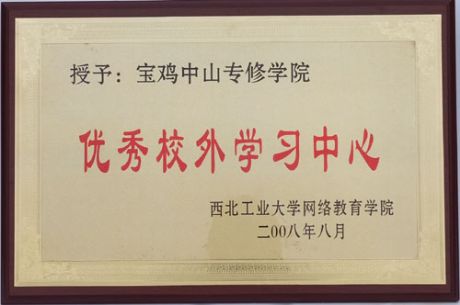 授予：宝鸡中山专修学院
优秀校外学习中心
西北工业大学网络教育学院
二00八年八月